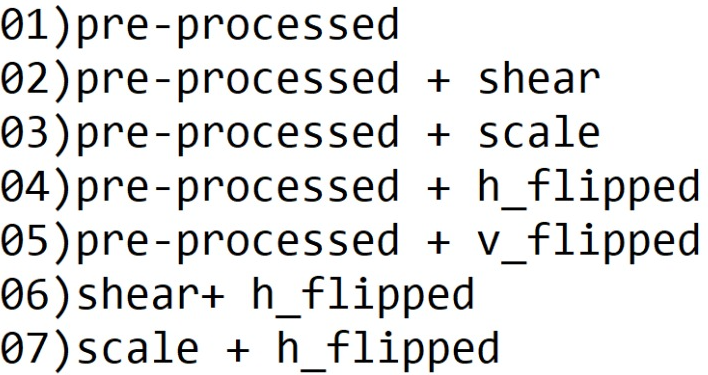 01)pre-processed
02)pre-processed + shear
03)pre-processed + scale
04)pre-processed + h_flipped
05)pre-processed + v_flipped
06)shear+ h_flipped
07)scale + h_flipped